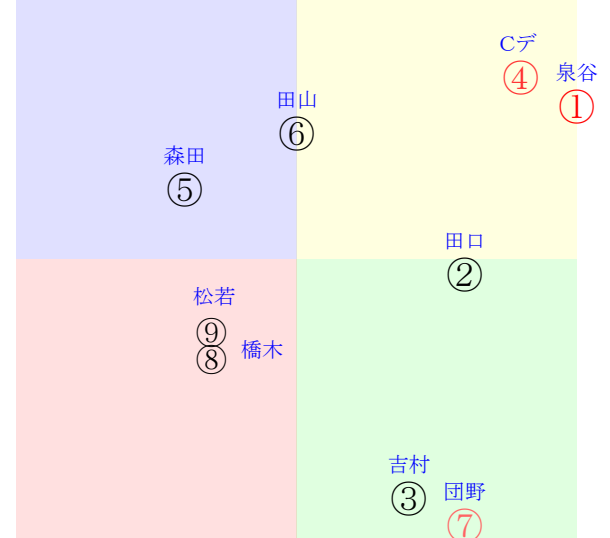 Cデ
④
泉谷
①
田山
⑥
森田
⑤
田口
②
松若
⑨
⑧
橋木
吉村
③
団野
⑦